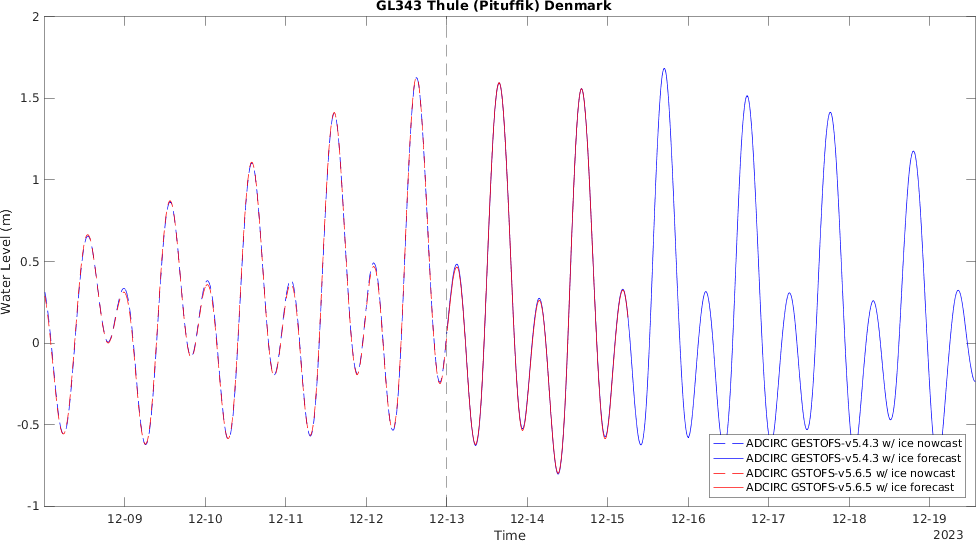 GL343 Thule (Pituffik) Denmark
2
1.5
1
0.5
0
-0.5
-1
Water Level (m)
12-09
12-10
12-11
12-12
12-13
12-14
12-15
12-16
12-17
12-18
12-19
2023
Time
ADCIRC GESTOFS-v5.4.3 w/ ice nowcast
ADCIRC GESTOFS-v5.4.3 w/ ice forecast
ADCIRC GSTOFS-v5.6.5 w/ ice nowcast
ADCIRC GSTOFS-v5.6.5 w/ ice forecast